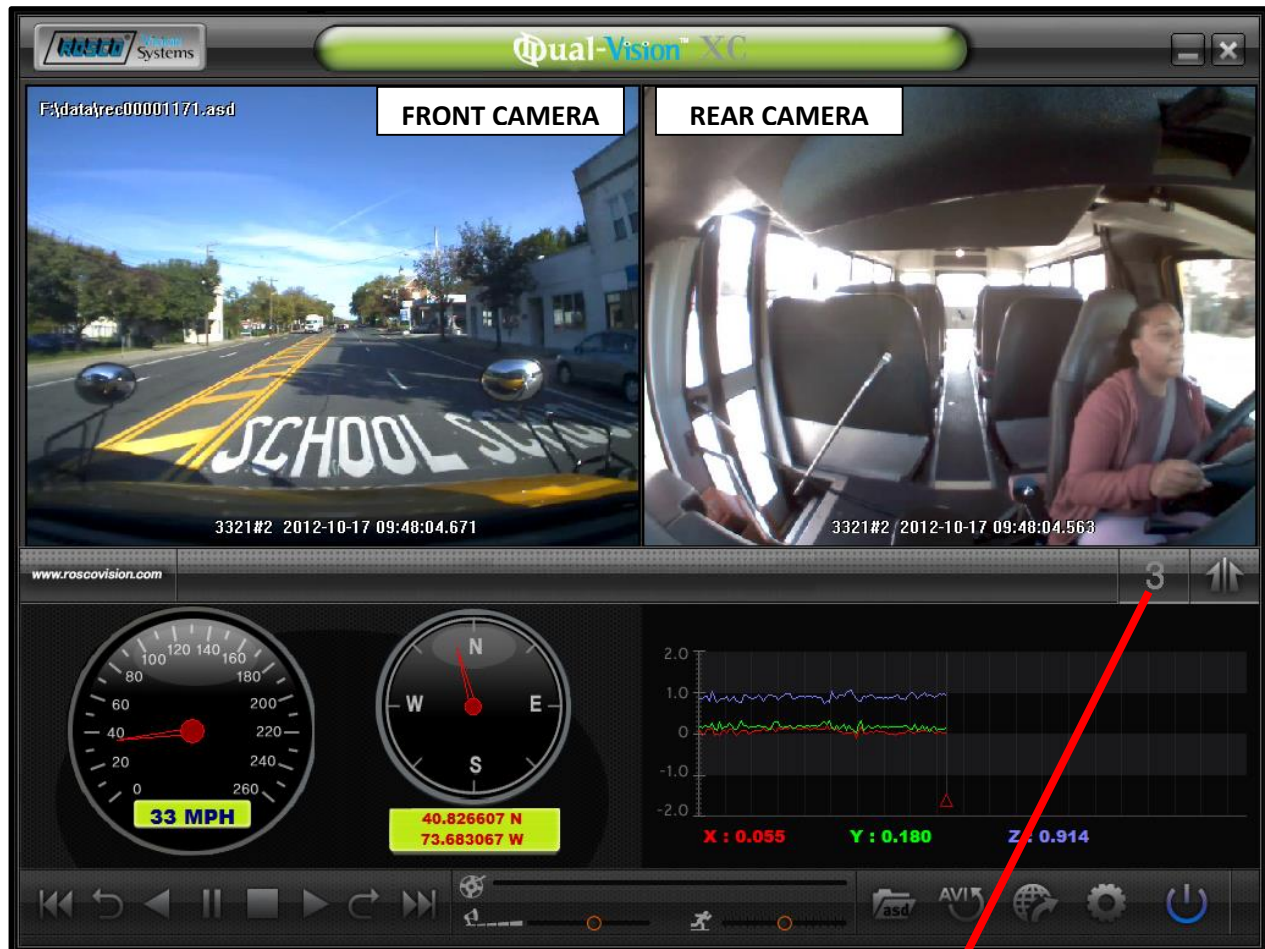 ROSCO Vision Systems
Dual-Vision™ XC
F:\data\rec00001171.asd
FRONT CAMERA
REAR CAMERA
SCHOOL
3321#2 2012-10-17 09:48:04.671
3321#2 2012-10-17 09:48:04.563
www.roscovision.com
3
0
20
40
60
80
100
120
140
160
180
200
220
240
260
33 MPH
N
E
S
W
40.826607 N
73.683067 W
2.0
1.0
0
-1.0
-2.0
X : 0.055
Y : 0.180
Z : 0.914
asd
AVI